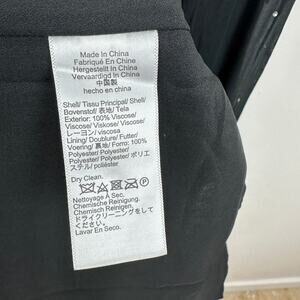 Made In China
Fabriqué En Chine
Hergestellt In China
Vervaardigd In China
中国製
hecho en china
Shell/ Tissu Principal/ Shell/
Bovenstof/ 表地/ Tela
Exterior: 100% Viscose/
Viscose/ Viskose/ Viscose/
レーヨン/ viscosa
Lining/ Doublure/ Futter/
Voering/ 裏地/ Forro: 100%
Polyester/ Polyester/
Polyester/ Polyester/ ポリエ
ステル/ poliéster
Dry Clean.
P
Nettoyage À Sec.
Chemische Reinigung.
Chemisch Reinigen.
ドライクリーニングをして
ください。
Lavar En Seco.